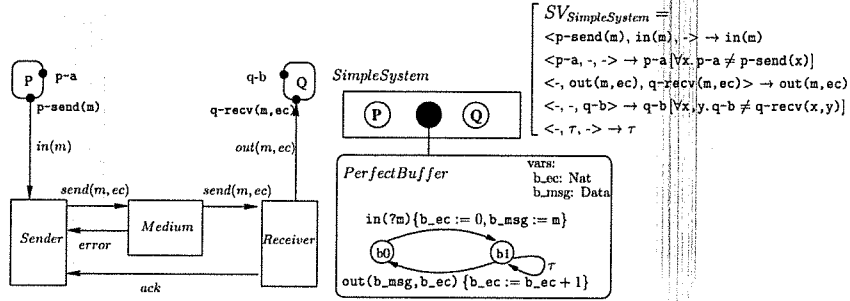 P
p-a
p-send(m)
in(m)
q-b
Q
q-recv(m,ec)
out(m,ec)
send(m,ec)
send(m,ec)
Sender
Medium
Receiver
error
ack
SimpleSystem
P
Q
SV_SimpleSystem =
<p-send(m), in(m), -> → in(m)
<p-a, -, -> → p-a [∀x.p-a ≠ p-send(x)]
<-, out(m,ec), q-recv(m,ec)> → out(m,ec)
<-, -, q-b> → q-b [∀x,y.q-b ≠ q-recv(x,y)]
<-, τ, -> → τ
PerfectBuffer
vars:
b_ec: Nat
b_msg: Data
in(?m) {b_ec := 0, b_msg := m}
b0
b1
τ
out(b_msg,b_ec) {b_ec := b_ec + 1}